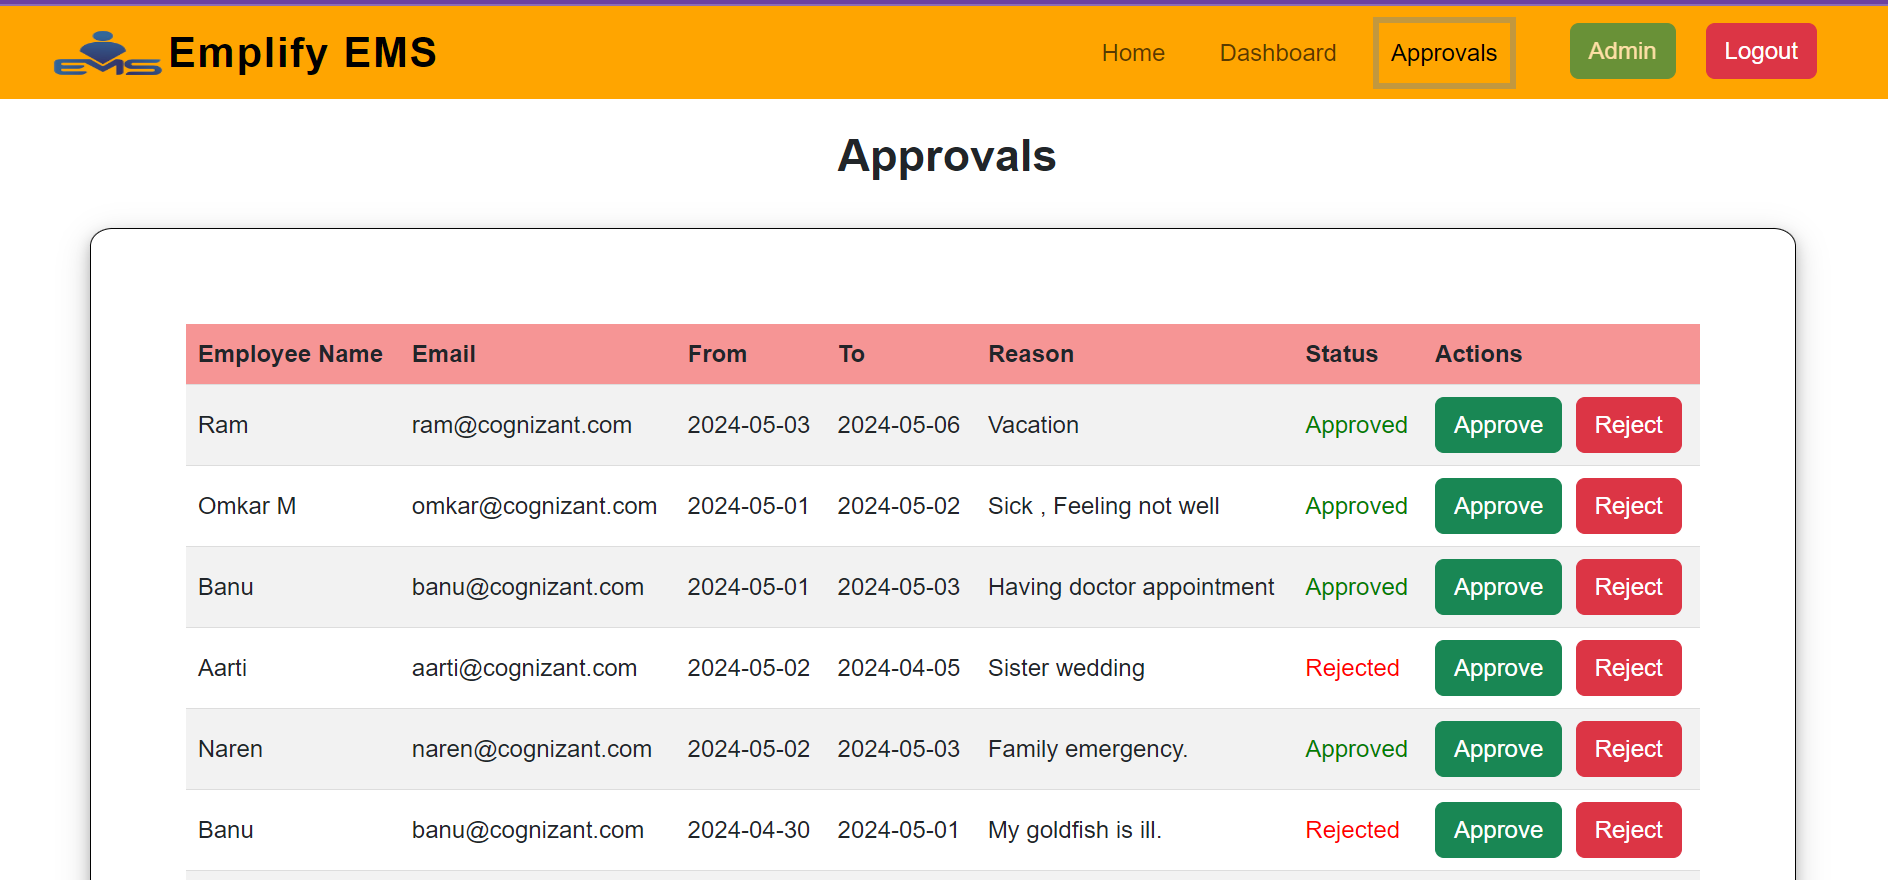 EMS Emplify EMS Home Dashboard Approvals Admin Logout
Approvals
Employee Name Email From To Reason Status Actions
Ram ram@cognizant.com 2024-05-03 2024-05-06 Vacation Approved Approve Reject
Omkar M omkar@cognizant.com 2024-05-01 2024-05-02 Sick , Feeling not well Approved Approve Reject
Banu banu@cognizant.com 2024-05-01 2024-05-03 Having doctor appointment Approved Approve Reject
Aarti aarti@cognizant.com 2024-05-02 2024-04-05 Sister wedding Rejected Approve Reject
Naren naren@cognizant.com 2024-05-02 2024-05-03 Family emergency. Approved Approve Reject
Banu banu@cognizant.com 2024-04-30 2024-05-01 My goldfish is ill. Rejected Approve Reject